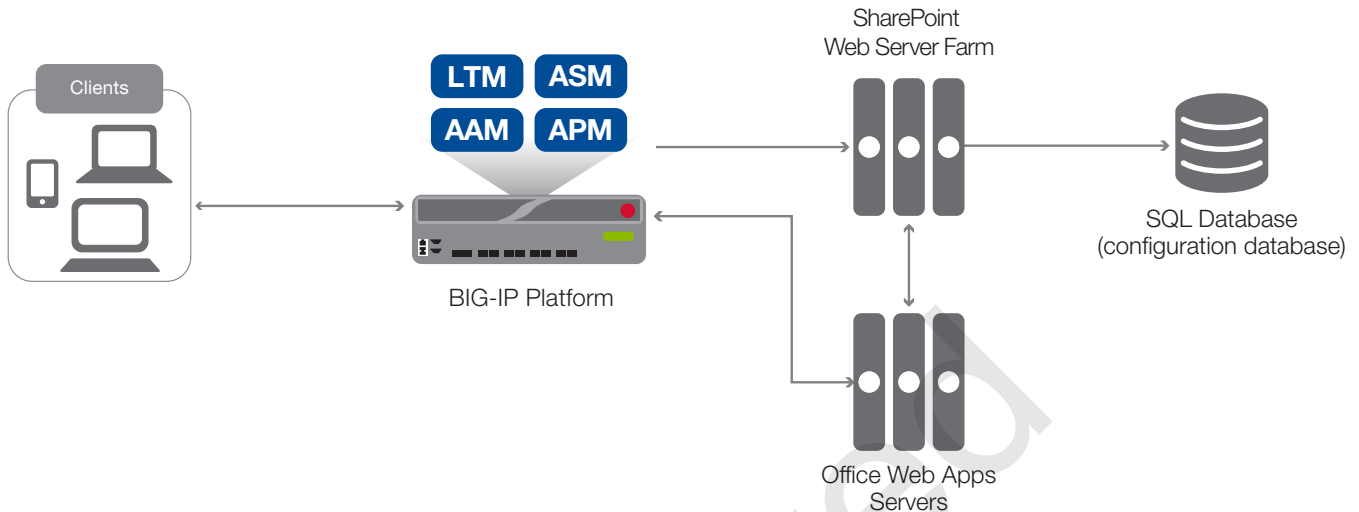 Clients
LTM
ASM
AAM
APM
BIG-IP Platform
SharePoint
Web Server Farm
SQL Database
(configuration database)
Office Web Apps
Servers